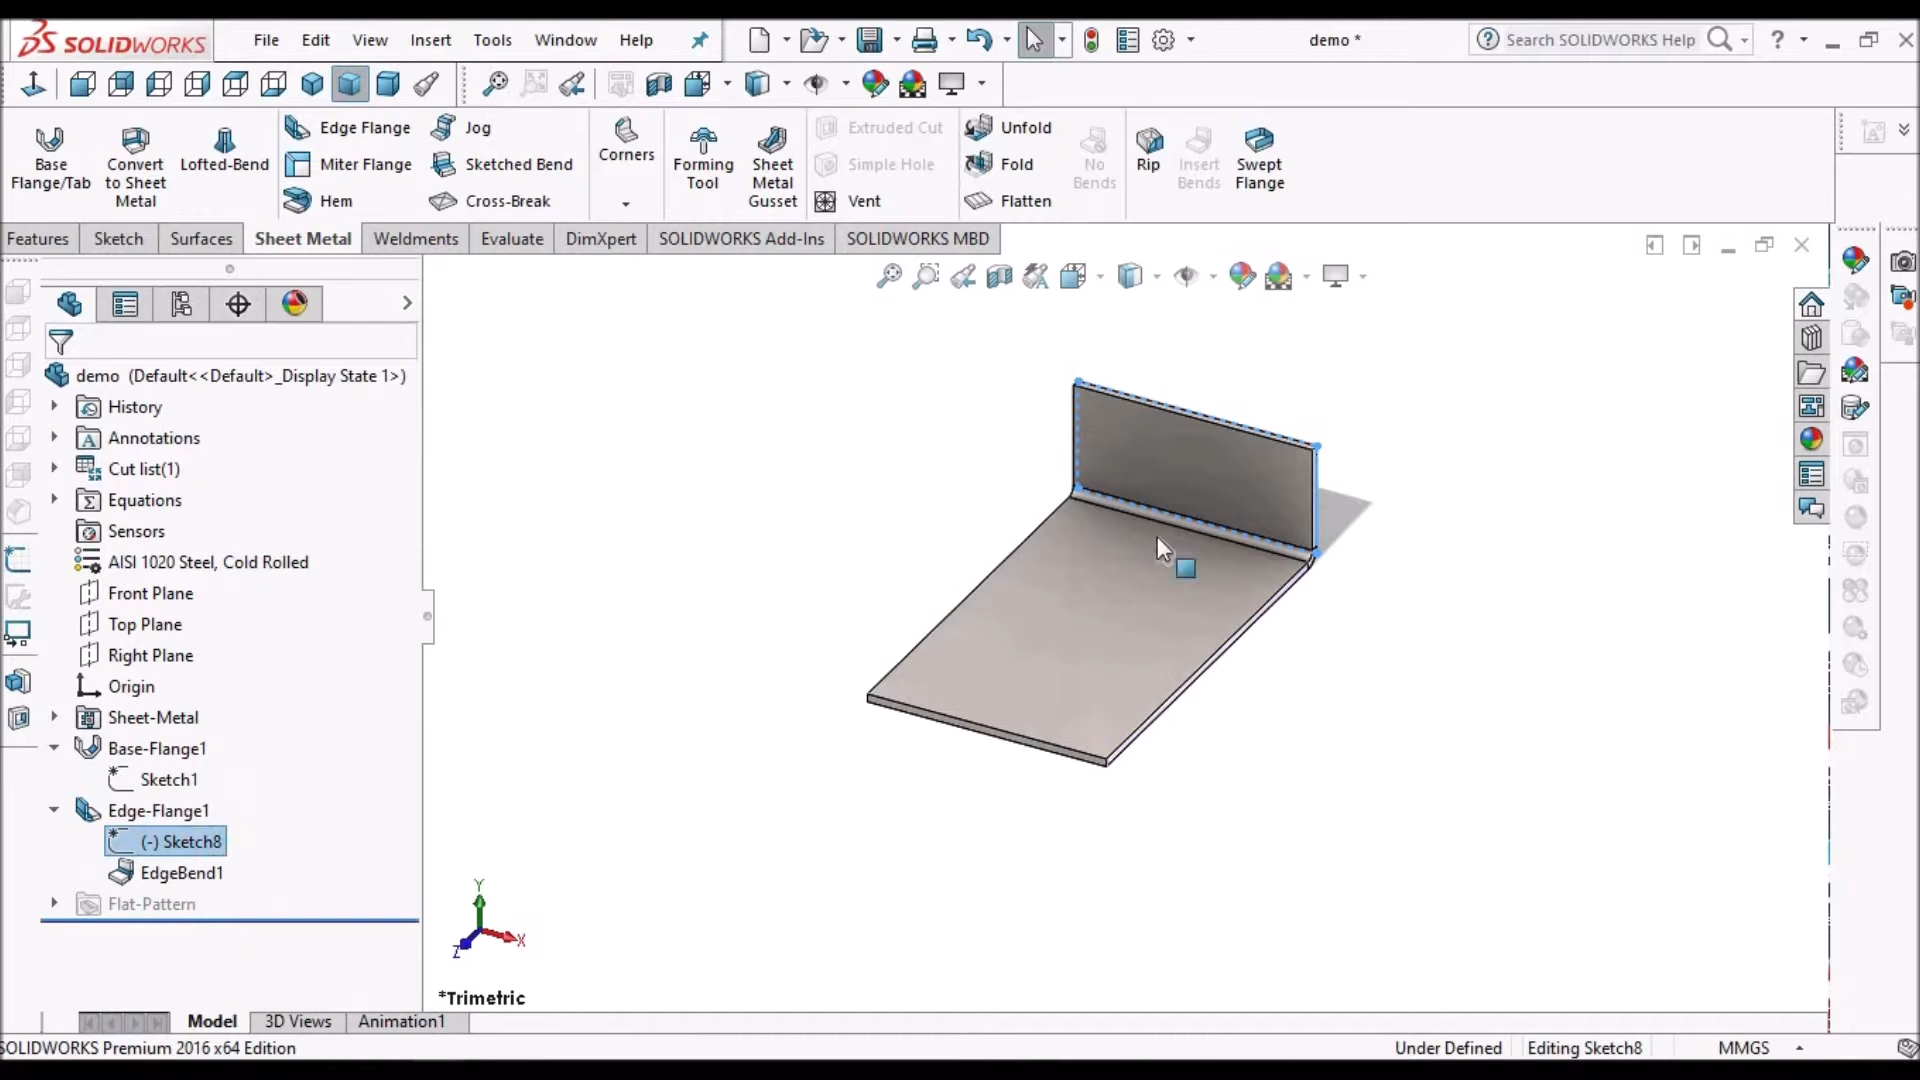 SOLIDWORKS File Edit View Insert Tools Window Help demo * Search SOLIDWORKS Help ?
Base Flange/Tab
Convert to Sheet Metal
Lofted-Bend
Edge Flange
Miter Flange
Hem
Jog
Sketched Bend
Cross-Break
Corners
Forming Tool
Sheet Metal Gusset
Extruded Cut
Simple Hole
Vent
Unfold
Fold
Flatten
No Bends
Rip
Insert Bends
Swept Flange
Features Sketch Surfaces Sheet Metal Weldments Evaluate DimXpert SOLIDWORKS Add-Ins SOLIDWORKS MBD
demo (Default<<Default>_Display State 1>)
History
Annotations
Cut list(1)
Equations
Sensors
AISI 1020 Steel, Cold Rolled
Front Plane
Top Plane
Right Plane
Origin
Sheet-Metal
Base-Flange1
Sketch1
Edge-Flange1
(-) Sketch8
EdgeBend1
Flat-Pattern
Y
X
Z
*Trimetric
Model 3D Views Animation1
SOLIDWORKS Premium 2016 x64 Edition Under Defined Editing Sketch8 MMGS